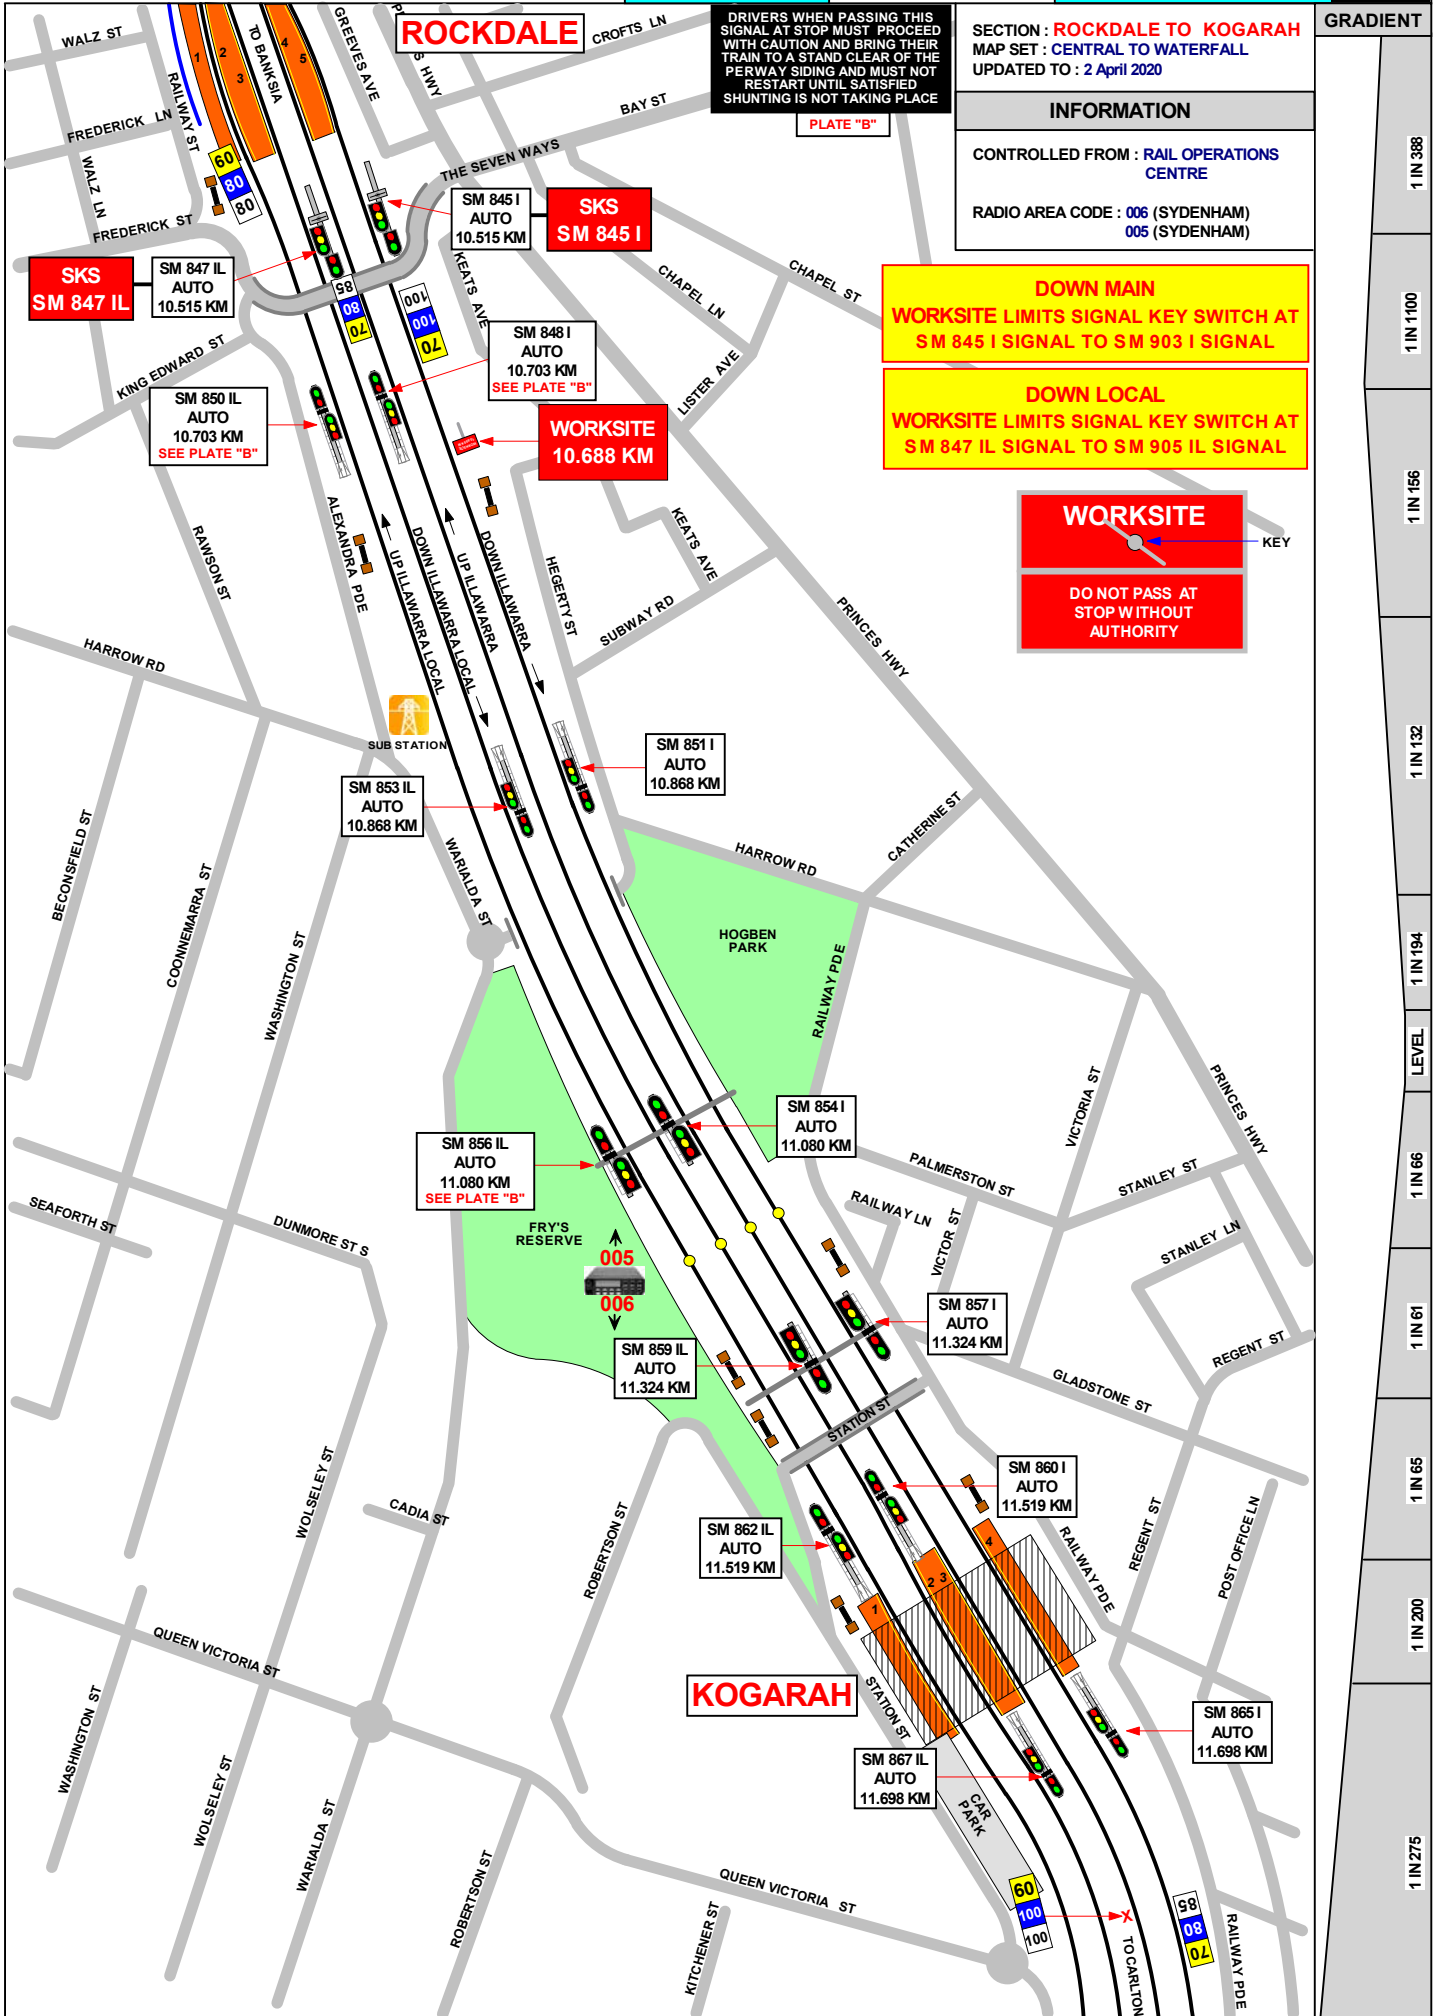 ROCKDALE
DRIVERS WHEN PASSING THIS
SIGNAL AT STOP MUST PROCEED
WITH CAUTION AND BRING THEIR
TRAIN TO A STAND CLEAR OF THE
PERWAY SIDING AND MUST NOT
RESTART UNTIL SATISFIED
SHUNTING IS NOT TAKING PLACE
PLATE "B"
SECTION : ROCKDALE TO KOGARAH
MAP SET : CENTRAL TO WATERFALL
UPDATED TO : 2 April 2020
INFORMATION
CONTROLLED FROM : RAIL OPERATIONS
CENTRE
RADIO AREA CODE : 006 (SYDENHAM)
005 (SYDENHAM)
GRADIENT
1 IN 388
1 IN 1100
1 IN 156
1 IN 132
1 IN 194
LEVEL
1 IN 66
1 IN 61
1 IN 65
1 IN 200
1 IN 275
DOWN MAIN
WORKSITE LIMITS SIGNAL KEY SWITCH AT
SM 845 I SIGNAL TO SM 903 I SIGNAL
DOWN LOCAL
WORKSITE LIMITS SIGNAL KEY SWITCH AT
SM 847 IL SIGNAL TO SM 905 IL SIGNAL
WORKSITE
KEY
DO NOT PASS AT
STOP WITHOUT
AUTHORITY
WALZ ST
RAILWAY ST
FREDERICK LN
WALZ LN
FREDERICK ST
1
2
3
TO BANKSIA
4
5
GREEVES AVE
CROFTS LN
BAY ST
THE SEVEN WAYS
60
80
80
SM 845 I
AUTO
10.515 KM
SKS
SM 845 I
SKS
SM 847 IL
SM 847 IL
AUTO
10.515 KM
KEATS AVE
CHAPEL LN
CHAPEL ST
LISTER AVE
85
80
70
100
100
70
KING EDWARD ST
SM 848 I
AUTO
10.703 KM
SEE PLATE "B"
SM 850 IL
AUTO
10.703 KM
SEE PLATE "B"
WORKSITE
10.688 KM
RAWSON ST
ALEXANDRA PDE
UP ILLAWARRA LOCAL
DOWN ILLAWARRA LOCAL
UP ILLAWARRA
DOWN ILLAWARRA
HEGERTY ST
KEATS AVE
SUBWAY RD
PRINCES HWY
HARROW RD
SUB STATION
SM 851 I
AUTO
10.868 KM
SM 853 IL
AUTO
10.868 KM
BECONSFIELD ST
COONNEMARRA ST
WASHINGTON ST
WARIALDA ST
HARROW RD
CATHERINE ST
HOGBEN
PARK
RAILWAY PDE
PRINCES HWY
VICTORIA ST
SM 854 I
AUTO
11.080 KM
SM 856 IL
AUTO
11.080 KM
SEE PLATE "B"
PALMERSTON ST
STANLEY ST
RAILWAY LN
VICTOR ST
STANLEY LN
SEAFORTH ST
DUNMORE ST S
FRY'S
RESERVE
005
006
SM 857 I
AUTO
11.324 KM
SM 859 IL
AUTO
11.324 KM
REGENT ST
GLADSTONE ST
STATION ST
WOLSELEY ST
CADIA ST
ROBERTSON ST
SM 860 I
AUTO
11.519 KM
SM 862 IL
AUTO
11.519 KM
RAILWAY PDE
REGENT ST
POST OFFICE LN
1
2
3
4
QUEEN VICTORIA ST
KOGARAH
STATION ST
SM 865 I
AUTO
11.698 KM
SM 867 IL
AUTO
11.698 KM
WASHINGTON ST
WOLSELEY ST
WARIALDA ST
ROBERTSON ST
CAR
PARK
QUEEN VICTORIA ST
KITCHENER ST
60
100
100
X
TO CARLTON
85
80
70
RAILWAY PDE